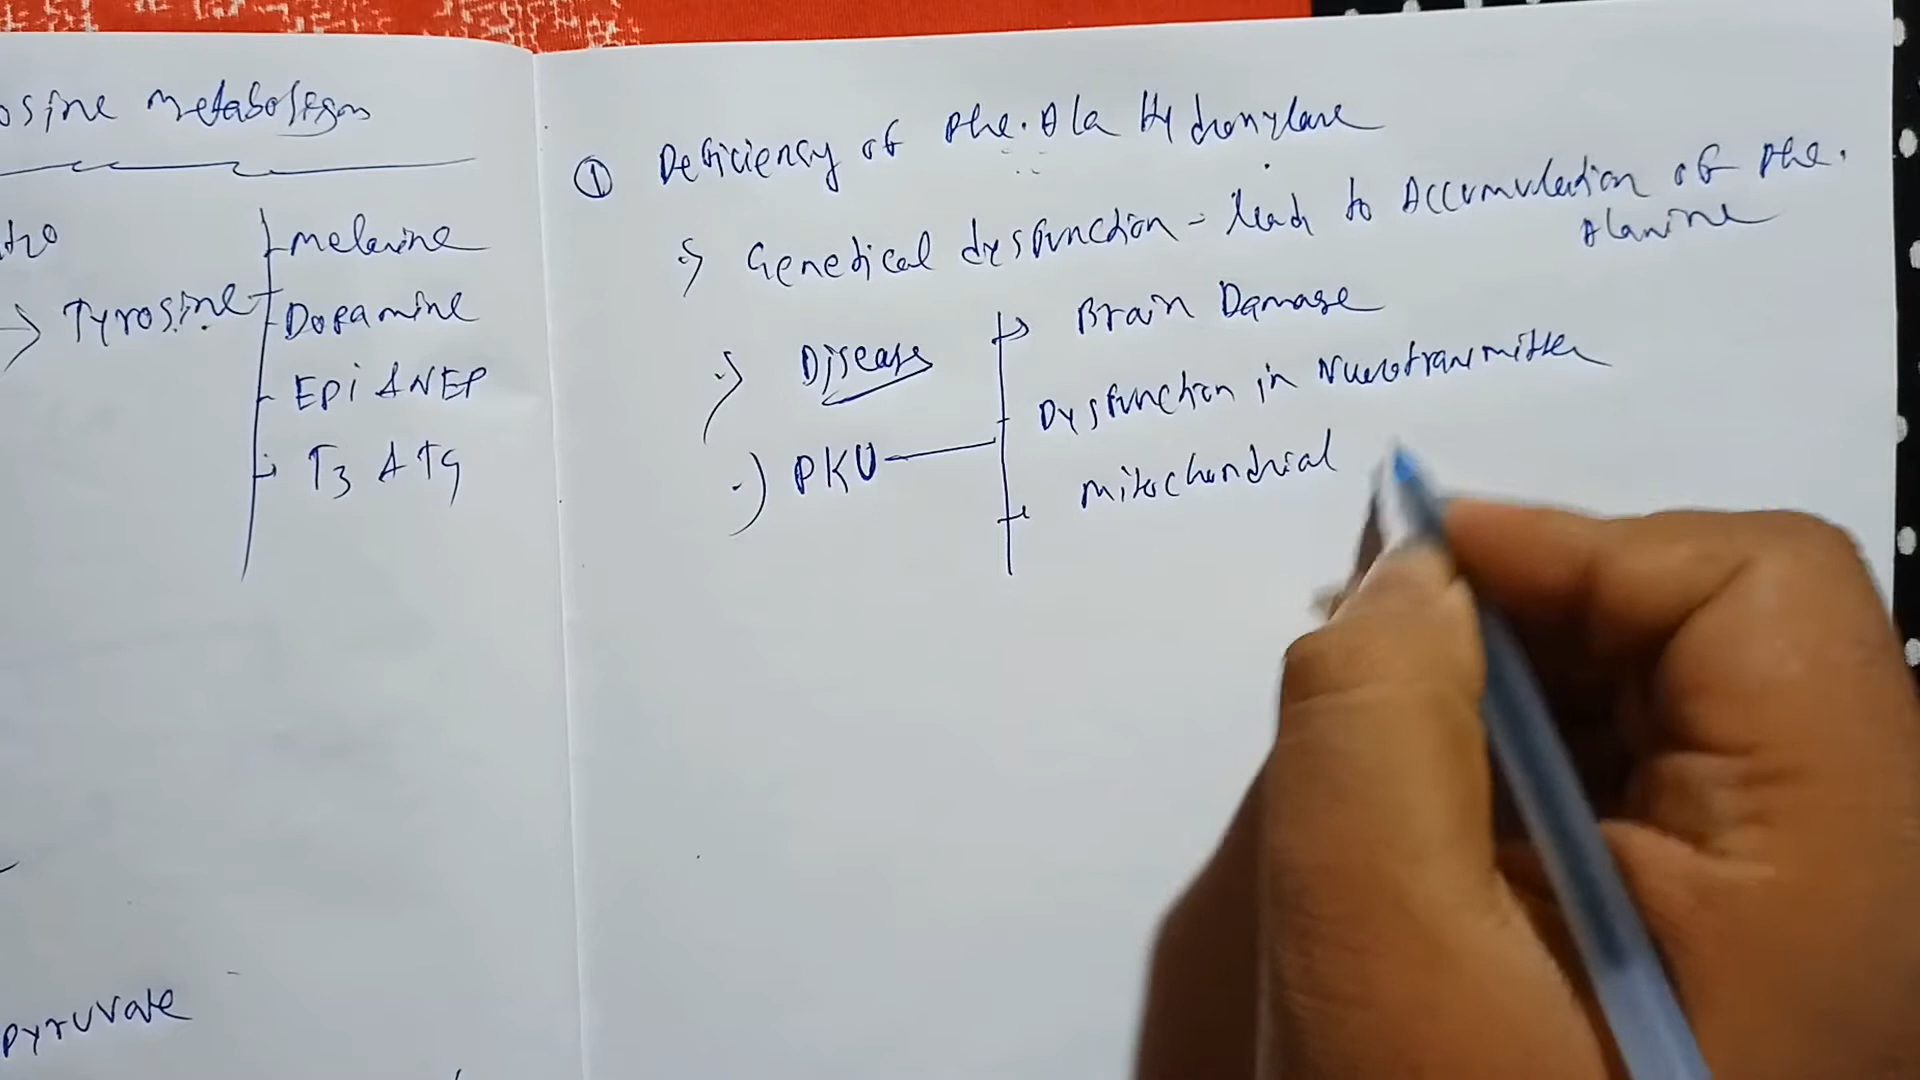 osine metabolism
Tyrosine
melanine
Dopamine
EPi & NEP
T3 & T4
pyruvate
① Deficiency of phe. Ala Hydroxylase
Genetical dysfunction - lead to Accumulation of phe.
Alanine
Disease
PKU
Brain Damage
Dysfunction in Nuerotransmitter
mitochondrial